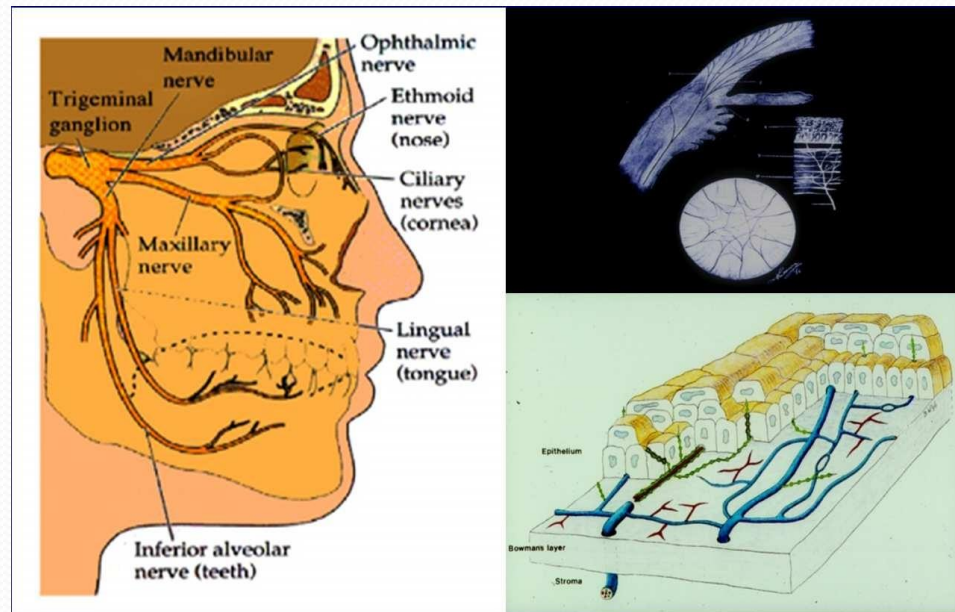 Ophthalmic
nerve
Mandibular
nerve
Trigeminal
ganglion
Ethmoid
nerve
(nose)
Ciliary
nerves
(cornea)
Maxillary
nerve
Lingual
nerve
(tongue)
Inferior alveolar
nerve (teeth)
Epithelium
Bowmans layer
Stroma